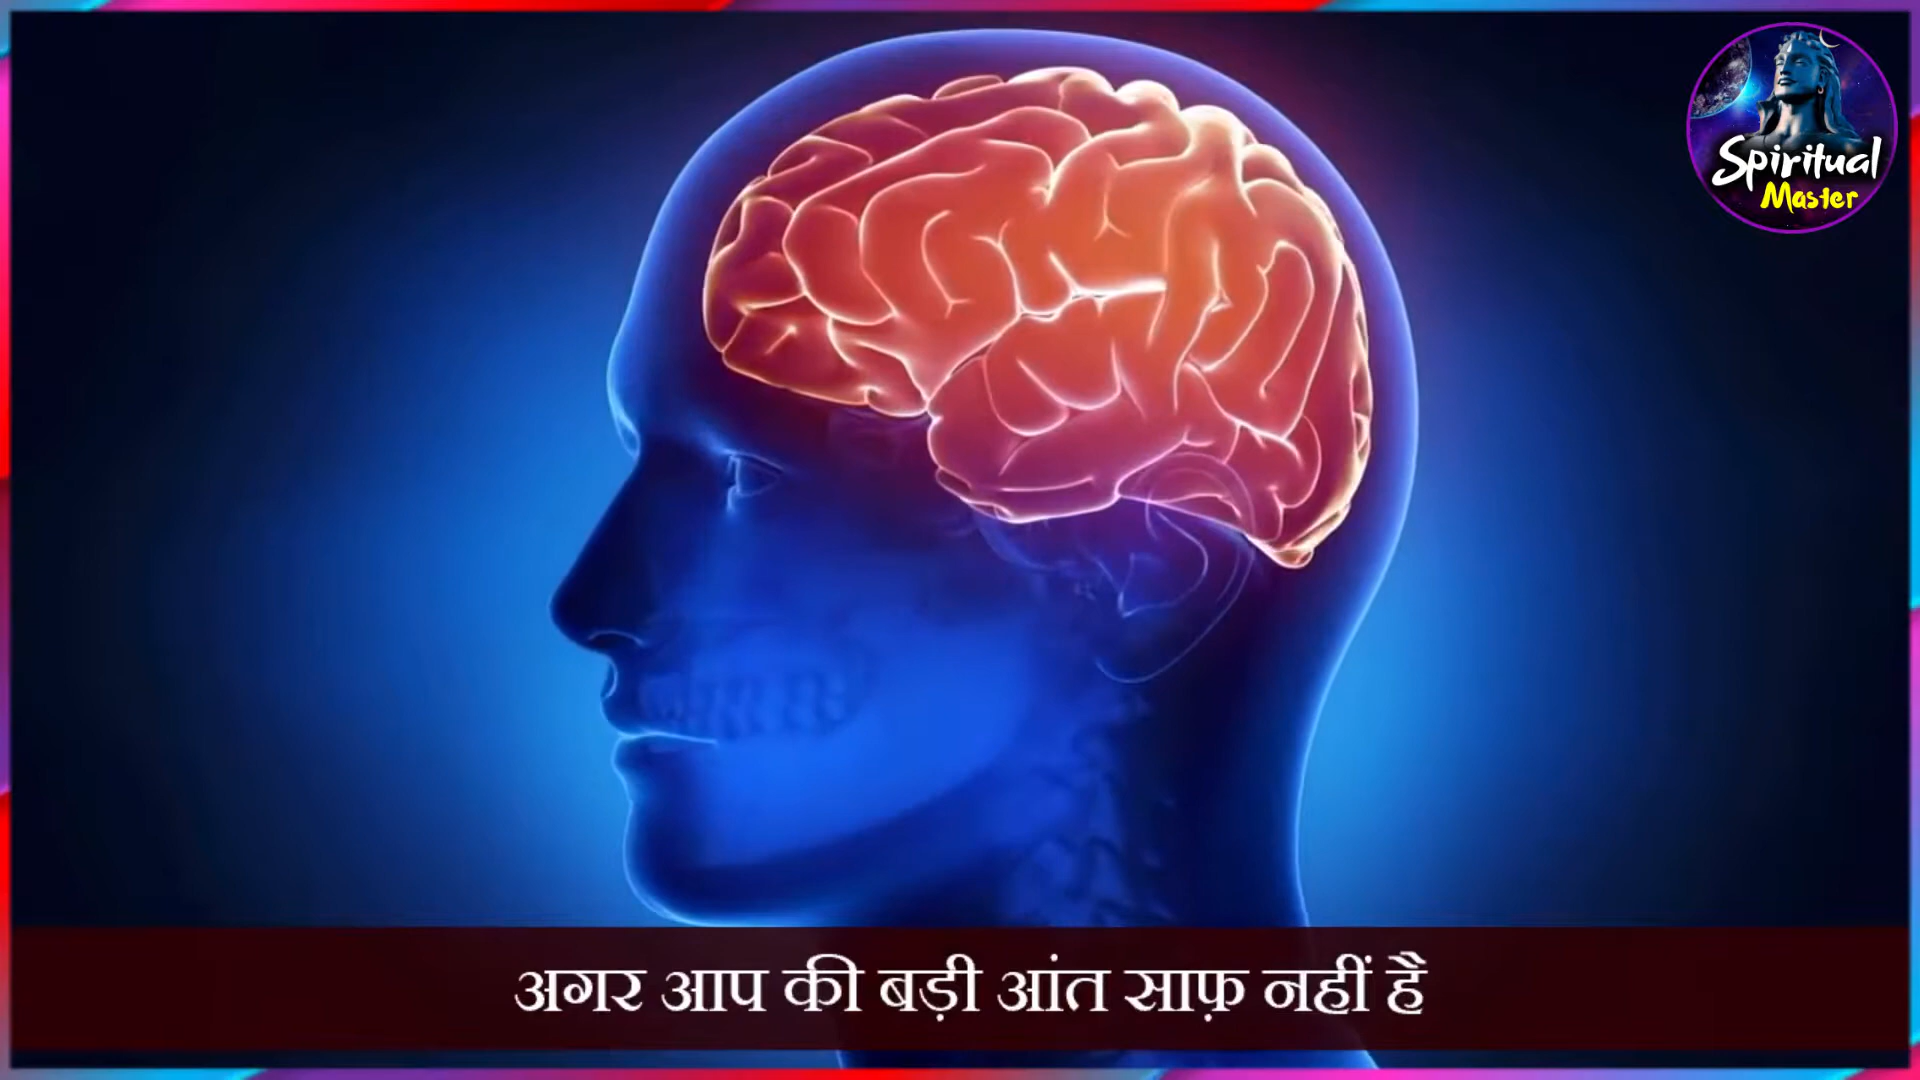 Spiritual
Master
अगर आप की बड़ी आंत साफ़ नहीं है